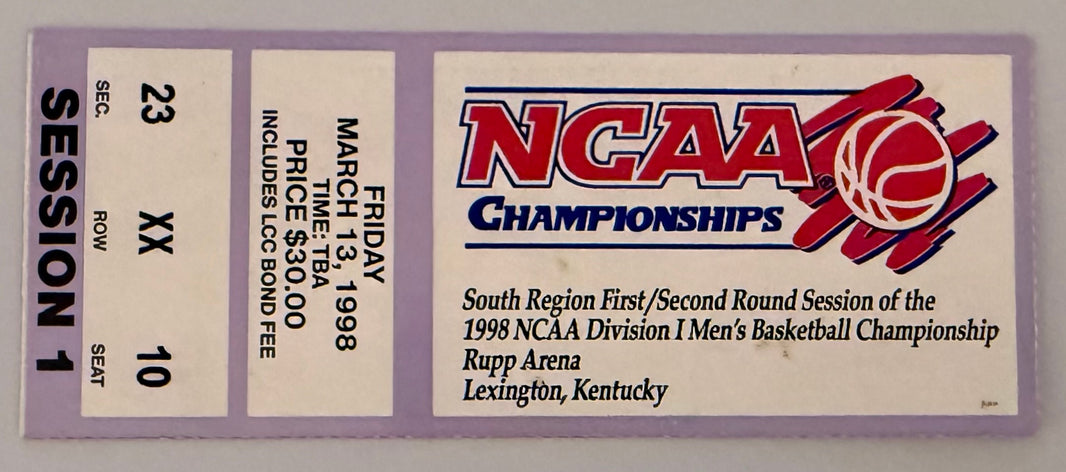 SESSION 1
SEC. ROW SEAT
23 XX 10
FRIDAY
MARCH 13, 1998
TIME: TBA
PRICE $30.00
INCLUDES LCC BOND FEE
NCAA®
CHAMPIONSHIPS
South Region First/Second Round Session of the
1998 NCAA Division I Men's Basketball Championship
Rupp Arena
Lexington, Kentucky